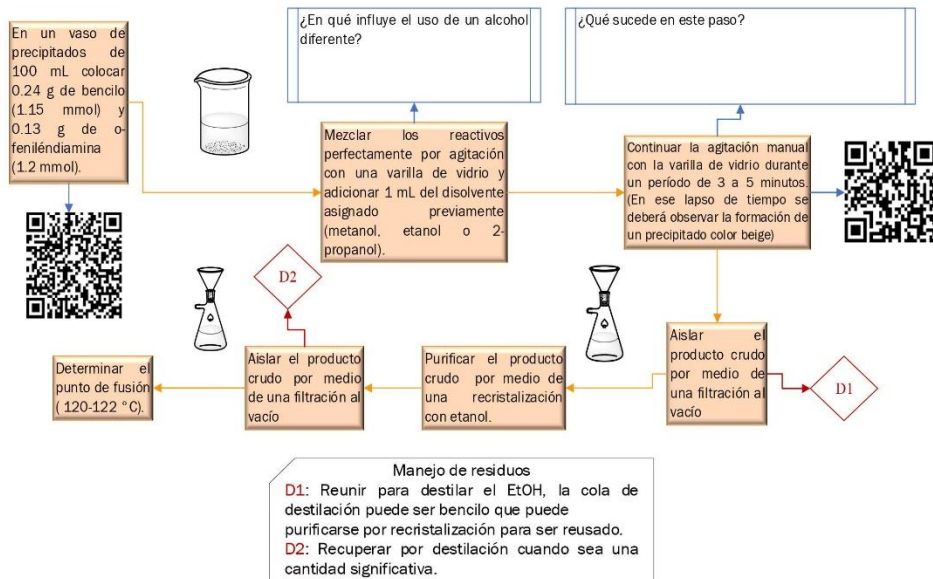 En un vaso de
precipitados de
100 mL colocar
0.24 g de bencilo
(1.15 mmol) y
0.13 g de o-
feniléndiamina
(1.2 mmol).
¿En qué influye el uso de un alcohol
diferente?
Mezclar los reactivos
perfectamente por agitación
con una varilla de vidrio y
adicionar 1 mL del disolvente
asignado previamente
(metanol, etanol o 2-
propanol).
¿Qué sucede en este paso?
Continuar la agitación manual
con la varilla de vidrio durante
un período de 3 a 5 minutos.
(En ese lapso de tiempo se
deberá observar la formación de
un precipitado color beige)
Aislar el
producto crudo
por medio de
una filtración al
vacío
D1
Purificar el producto
crudo por medio de
una recristalización
con etanol.
Aislar el producto
crudo por medio
de una filtración al
vacío
D2
Determinar el
punto de fusión
( 120-122 °C).
Manejo de residuos
D1: Reunir para destilar el EtOH, la cola de
destilación puede ser bencilo que puede
purificarse por recristalización para ser reusado.
D2: Recuperar por destilación cuando sea una
cantidad significativa.